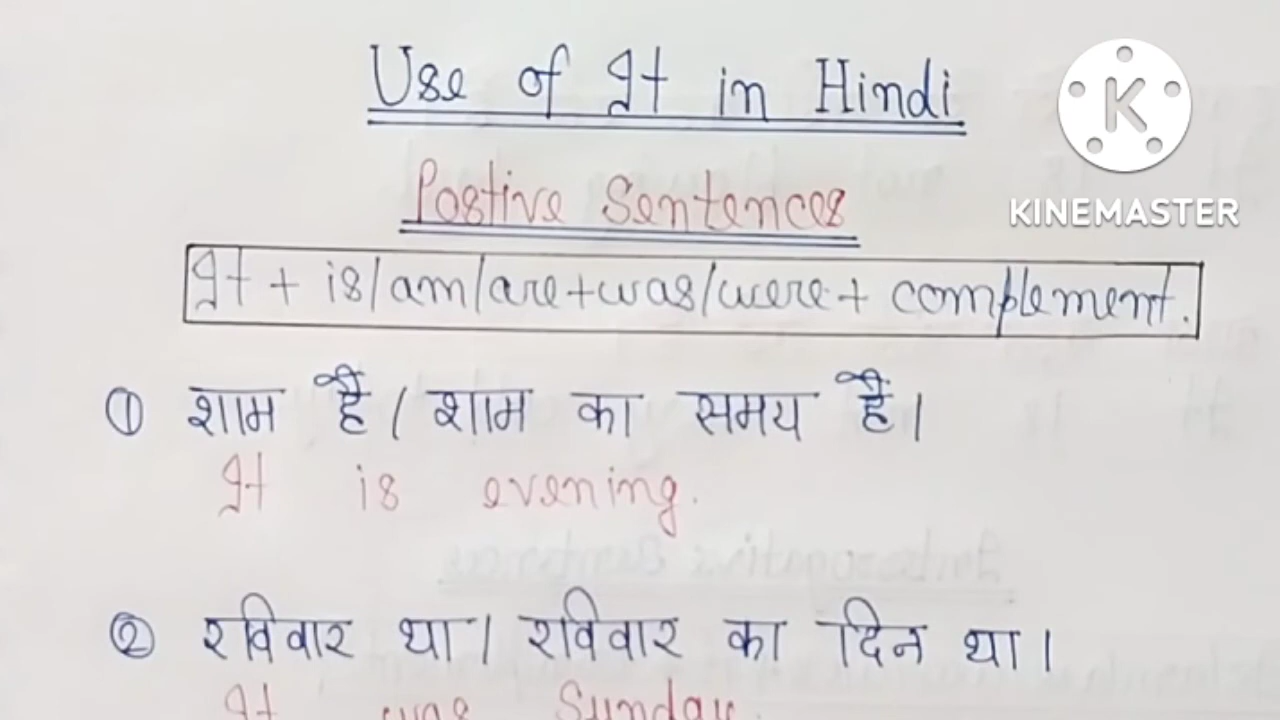 Use of It in Hindi
KINEMASTER
Postive Sentences
It + is/am/are+was/were+ complement.
① शाम है / शाम का समय है।
It is evening.
② रविवार था। रविवार का दिन था।
It was Sunday.